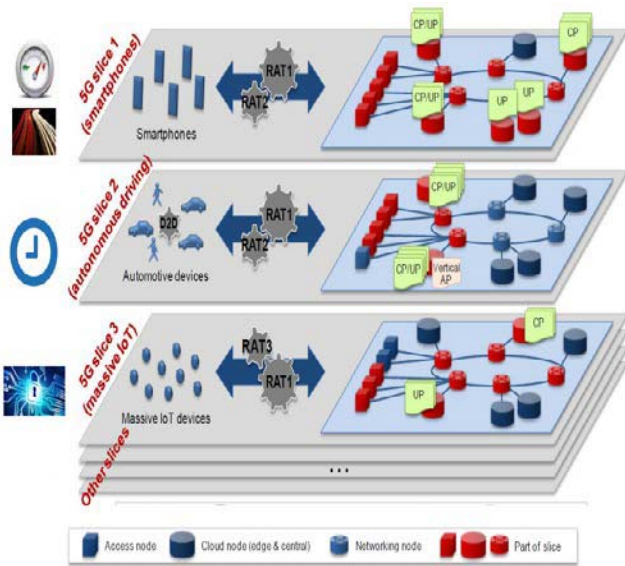 5G slice 1
(smartphones)
Smartphones
RAT1
RAT2
CP/UP
CP
CP/UP
UP
UP
5G slice 2
(autonomous driving)
D2D
Automotive devices
RAT1
RAT2
CP/UP
CP/UP
Vertical
AP
5G slice 3
(massive IoT)
Massive IoT devices
RAT3
RAT1
CP
UP
Other slices
...
Access node
Cloud node (edge & central)
Networking node
Part of slice